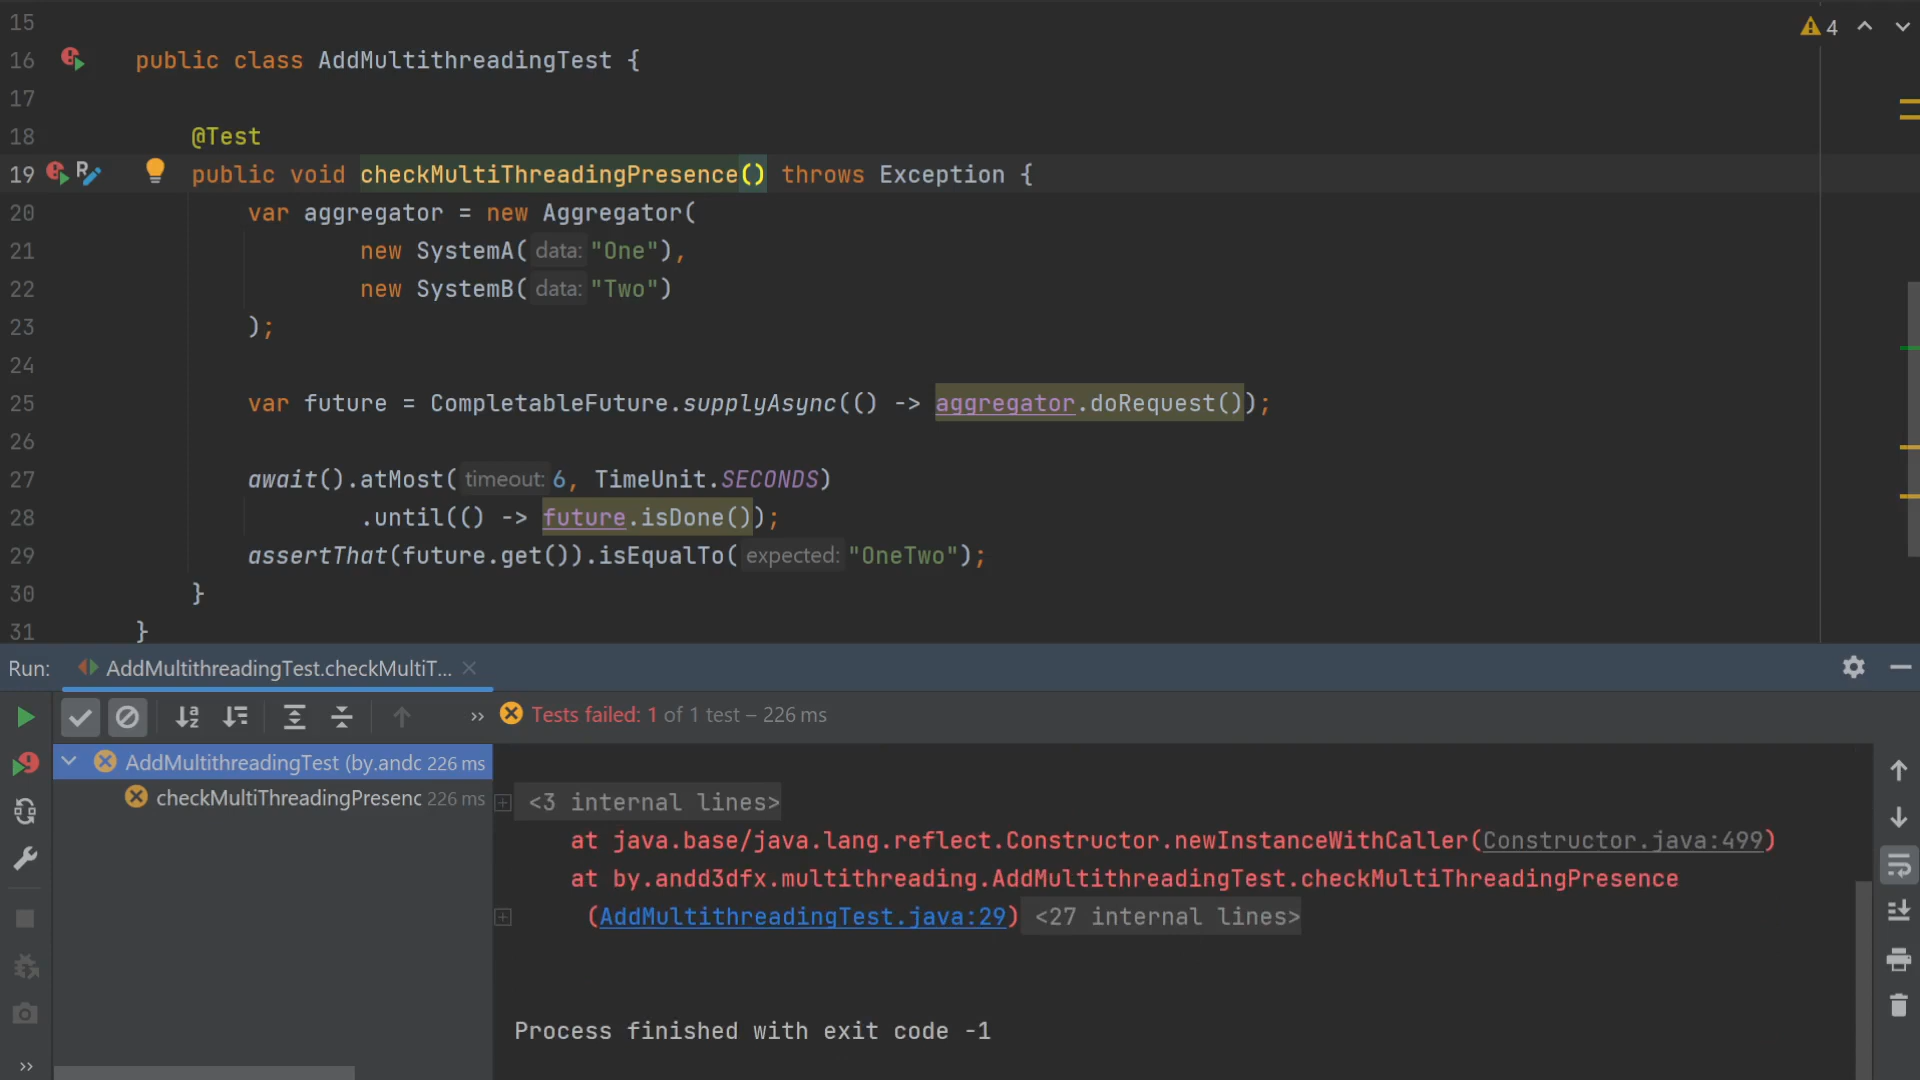 15
4
16 public class AddMultithreadingTest {
17
18 @Test
19 public void checkMultiThreadingPresence() throws Exception {
20 var aggregator = new Aggregator(
21 new SystemA( data: "One"),
22 new SystemB( data: "Two")
23 );
24
25 var future = CompletableFuture.supplyAsync(() -> aggregator.doRequest());
26
27 await().atMost( timeout: 6, TimeUnit.SECONDS)
28 .until(() -> future.isDone());
29 assertThat(future.get()).isEqualTo( expected: "OneTwo");
30 }
31 }
Run: AddMultithreadingTest.checkMultiT...
Tests failed: 1 of 1 test – 226 ms
AddMultithreadingTest (by.andc 226 ms
checkMultiThreadingPresenc 226 ms
<3 internal lines>
at java.base/java.lang.reflect.Constructor.newInstanceWithCaller(Constructor.java:499)
at by.andd3dfx.multithreading.AddMultithreadingTest.checkMultiThreadingPresence
(AddMultithreadingTest.java:29) <27 internal lines>
Process finished with exit code -1